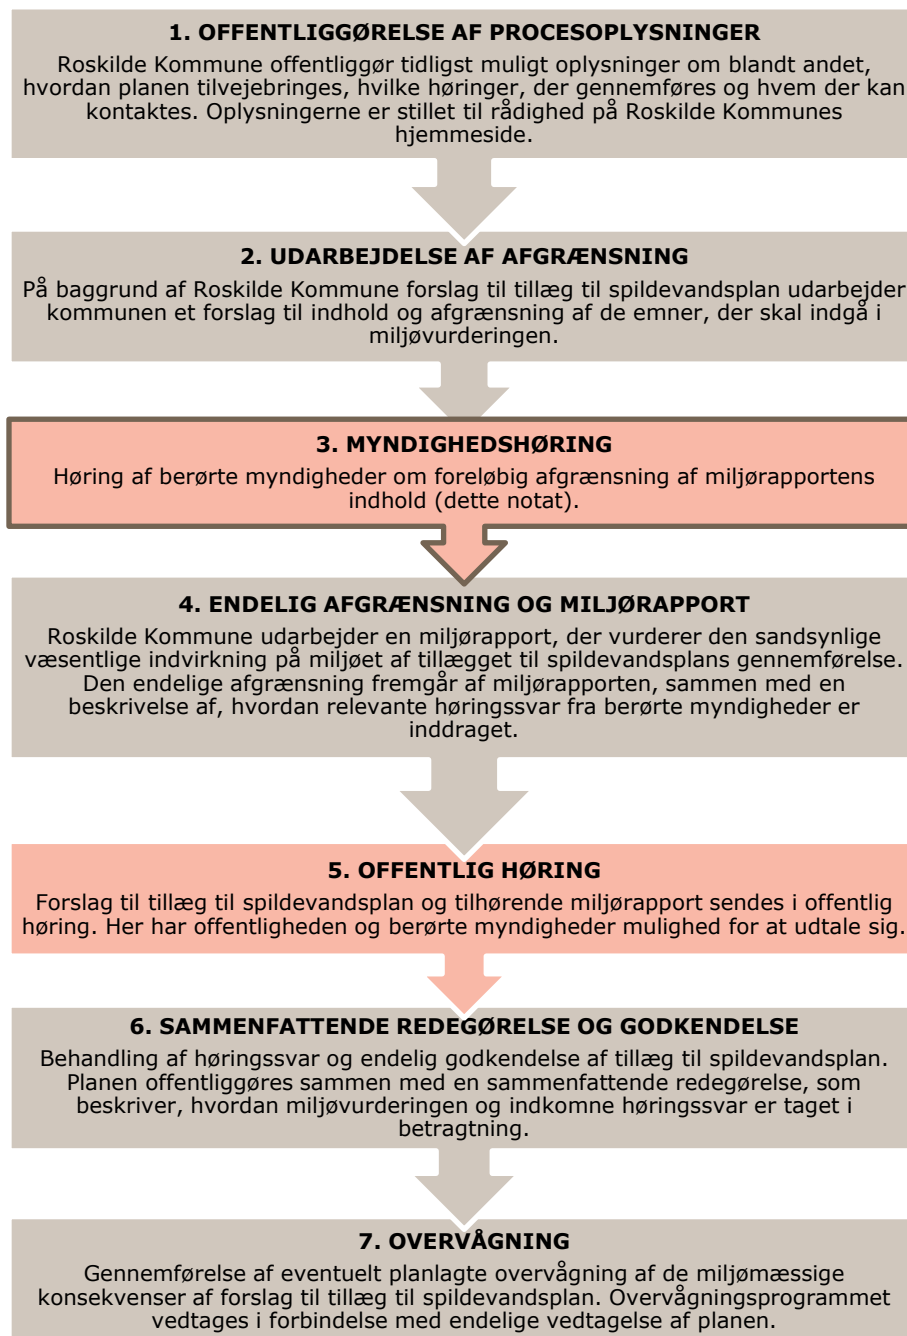 1. OFFENTLIGGØRELSE AF PROCESOPLYSNINGER
Roskilde Kommune offentliggør tidligst muligt oplysninger om blandt andet,
hvordan planen tilvejebringes, hvilke høringer, der gennemføres og hvem der kan
kontaktes. Oplysningerne er stillet til rådighed på Roskilde Kommunes
hjemmeside.
2. UDARBEJDELSE AF AFGRÆNSNING
På baggrund af Roskilde Kommune forslag til tillæg til spildevandsplan udarbejder
kommunen et forslag til indhold og afgrænsning af de emner, der skal indgå i
miljøvurderingen.
3. MYNDIGHEDSHØRING
Høring af berørte myndigheder om foreløbig afgrænsning af miljørapportens
indhold (dette notat).
4. ENDELIG AFGRÆNSNING OG MILJØRAPPORT
Roskilde Kommune udarbejder en miljørapport, der vurderer den sandsynlige
væsentlige indvirkning på miljøet af tillægget til spildevandsplans gennemførelse.
Den endelige afgrænsning fremgår af miljørapporten, sammen med en
beskrivelse af, hvordan relevante høringssvar fra berørte myndigheder er
inddraget.
5. OFFENTLIG HØRING
Forslag til tillæg til spildevandsplan og tilhørende miljørapport sendes i offentlig
høring. Her har offentligheden og berørte myndigheder mulighed for at udtale sig.
6. SAMMENFATTENDE REDEGØRELSE OG GODKENDELSE
Behandling af høringssvar og endelig godkendelse af tillæg til spildevandsplan.
Planen offentliggøres sammen med en sammenfattende redegørelse, som
beskriver, hvordan miljøvurderingen og indkomne høringssvar er taget i
betragtning.
7. OVERVÅGNING
Gennemførelse af eventuelt planlagte overvågning af de miljømæssige
konsekvenser af forslag til tillæg til spildevandsplan. Overvågningsprogrammet
vedtages i forbindelse med endelige vedtagelse af planen.